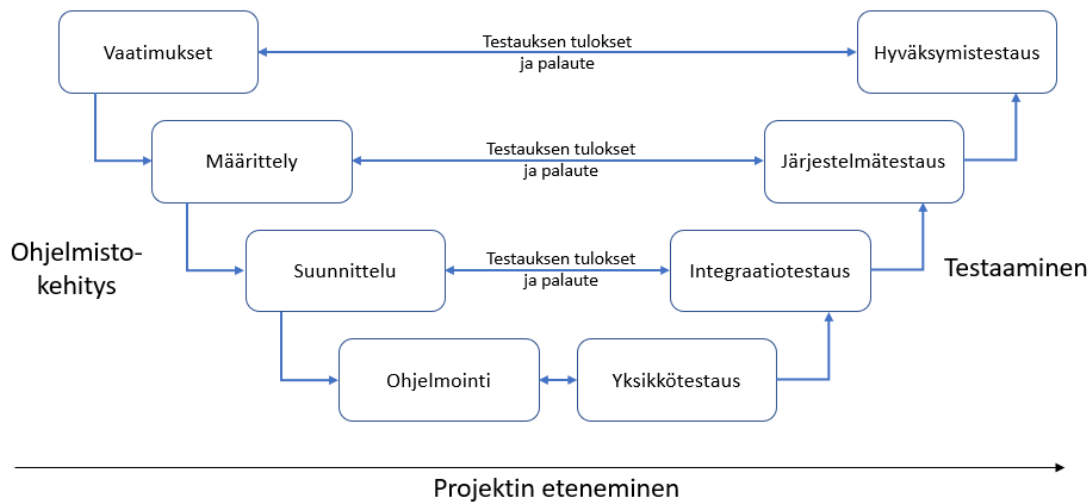 Vaatimukset
Testauksen tulokset
ja palaute
Hyväksymistestaus
Määrittely
Testauksen tulokset
ja palaute
Järjestelmätestaus
Ohjelmisto-
kehitys
Suunnittelu
Testauksen tulokset
ja palaute
Integraatiotestaus
Testaaminen
Ohjelmointi
Yksikkötestaus
Projektin eteneminen